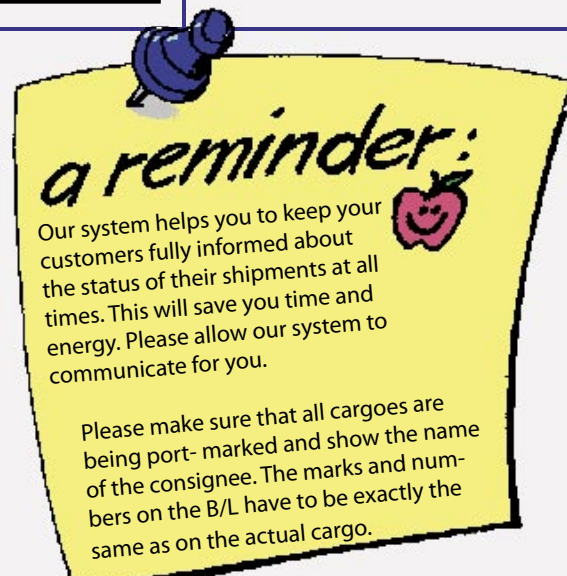 a reminder:
Our system helps you to keep your
customers fully informed about
the status of their shipments at all
times. This will save you time and
energy. Please allow our system to
communicate for you.
Please make sure that all cargoes are
being port- marked and show the name
of the consignee. The marks and num-
bers on the B/L have to be exactly the
same as on the actual cargo.